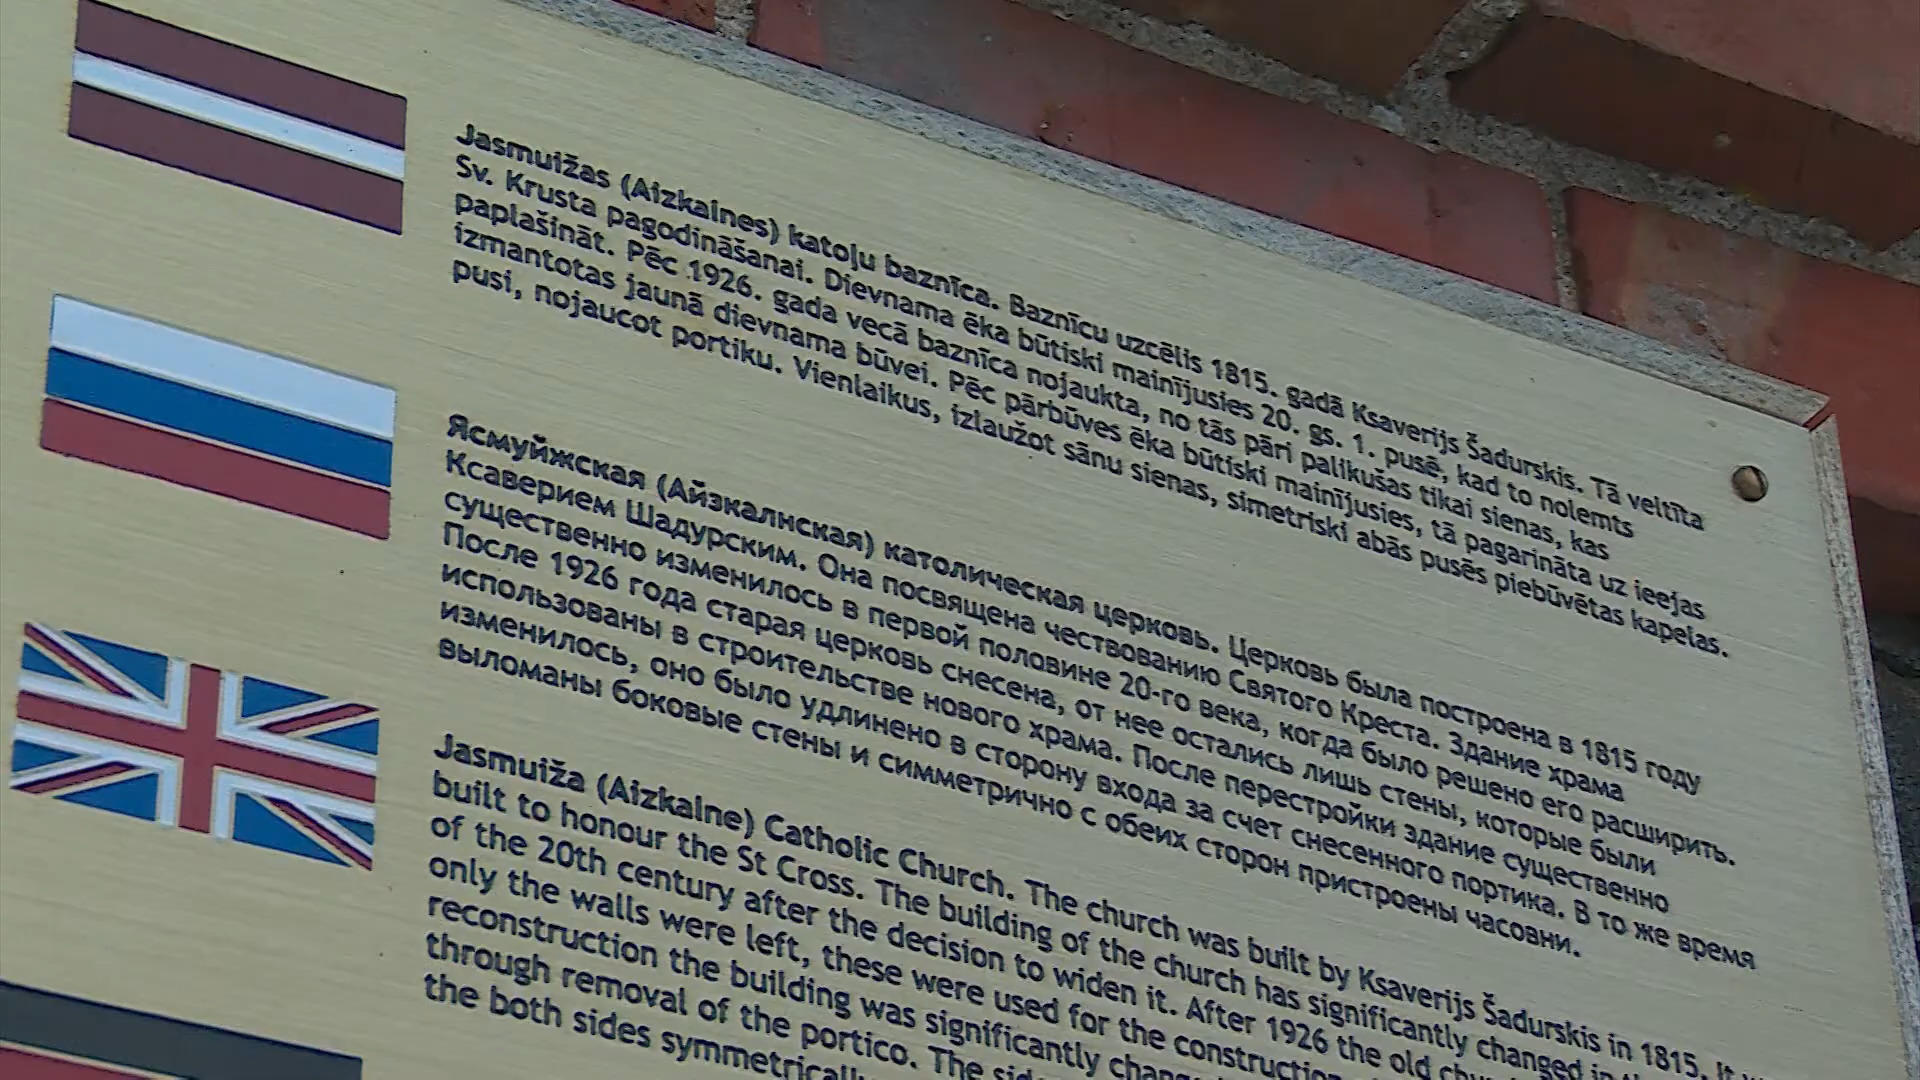 Jasmuižas (Aizkalnes) katoļu baznīca. Baznīcu uzcēlis 1815. gadā Ksaverijs Šadurskis. Tā veltīta
Sv. Krusta pagodināšanai. Dievnama ēka būtiski mainījusies 20. gs. 1. pusē, kad to nolemts
paplašināt. Pēc 1926. gada vecā baznīca nojaukta, no tās pāri palikušas tikai sienas, kas
izmantotas jaunā dievnama būvei. Pēc pārbūves ēka būtiski mainījusies, tā pagarināta uz ieejas
pusi, nojaucot portiku. Vienlaikus, izlaužot sānu sienas, simetriski abās pusēs piebūvētas kapelas.
Ясмуйжская (Айзкалнская) католическая церковь. Церковь была построена в 1815 году
Ксаверием Шадурским. Она посвящена чествованию Святого Креста. Здание храма
существенно изменилось в первой половине 20-го века, когда было решено его расширить.
После 1926 года старая церковь снесена, от нее остались лишь стены, которые были
использованы в строительстве нового храма. После перестройки здание существенно
изменилось, оно было удлинено в сторону входа за счет снесенного портика. В то же время
выломаны боковые стены и симметрично с обеих сторон пристроены часовни.
Jasmuiža (Aizkalne) Catholic Church. The church was built by Ksaverijs Šadurskis in 1815. It
built to honour the St Cross. The building of the church has significantly changed in
of the 20th century after the decision to widen it. After 1926 the old
only the walls were left, these were used for the
reconstruction the building was significantly
through removal of the portico. The
the both sides